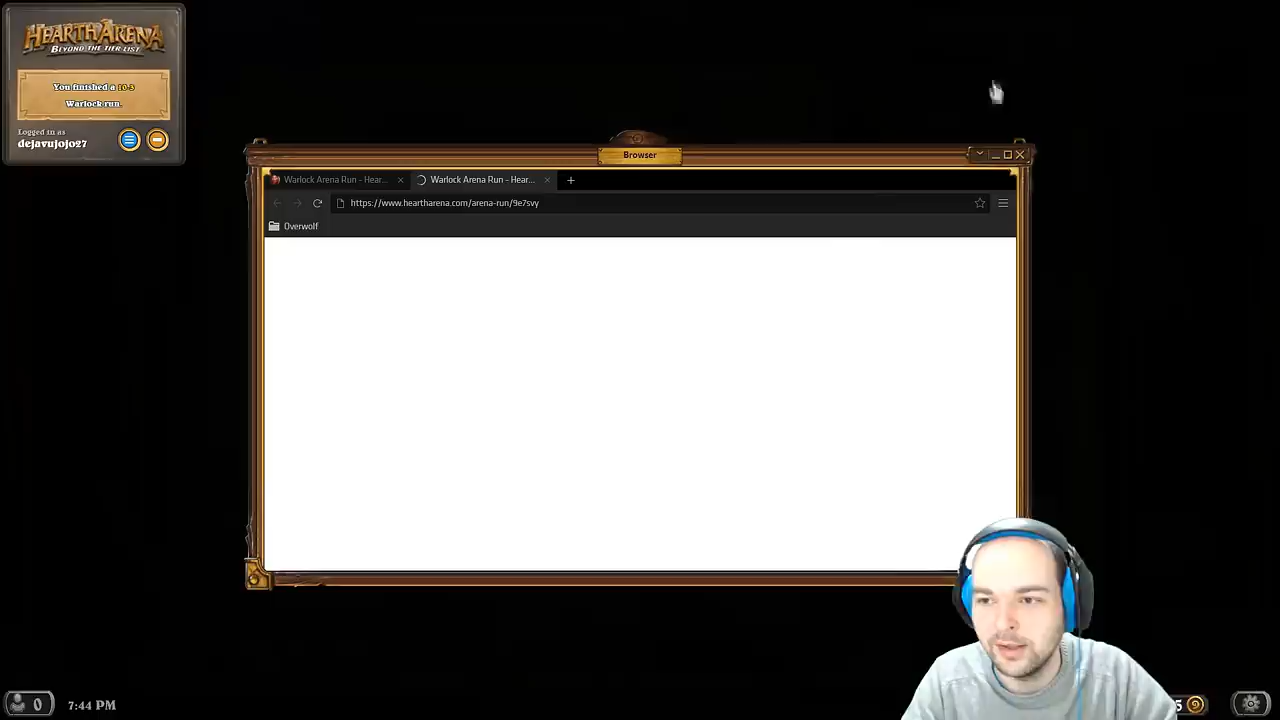 HEARTHARENA
BEYOND THE TIER LIST
You finished a 10-3
Warlock run.
Logged in as
dejavujojo27
Browser
Warlock Arena Run - Hear...
Warlock Arena Run - Hear...
https://www.heartharena.com/arena-run/9e7svy
Overwolf
0
7:44 PM
5